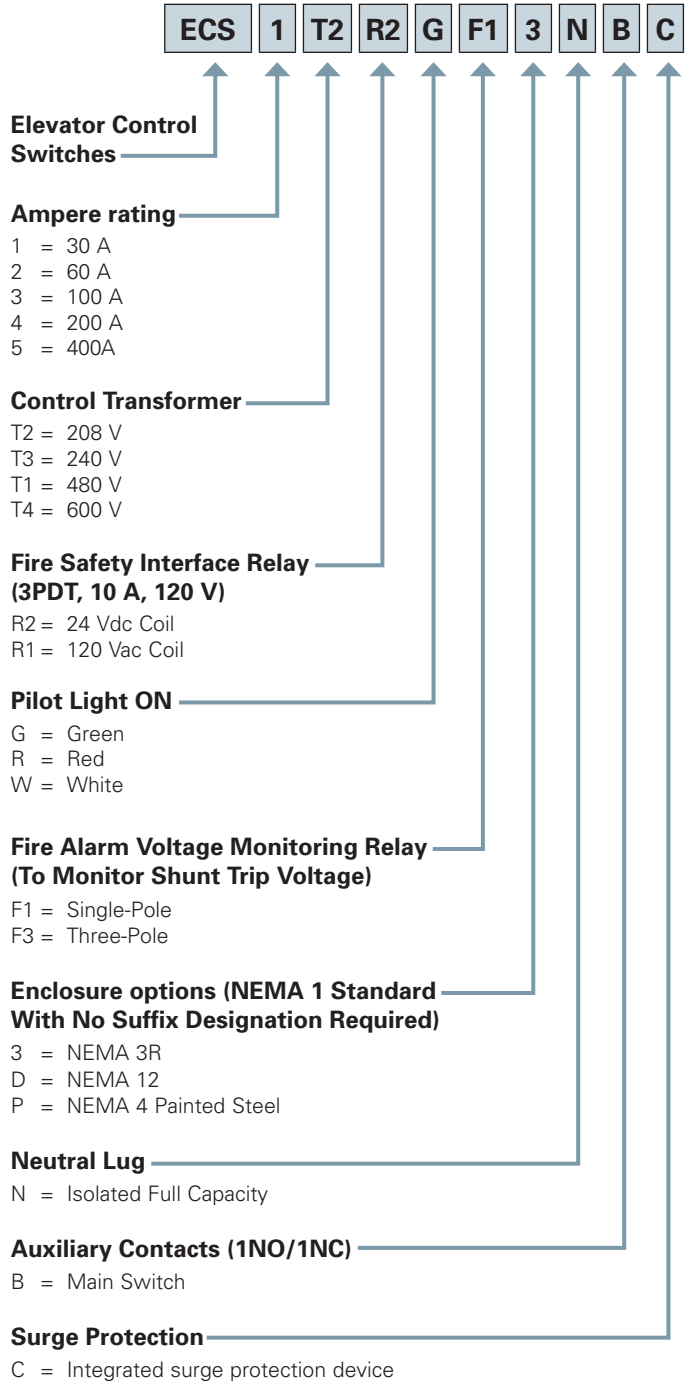 ECS 1 T2 R2 G F1 3 N B C
Elevator Control
Switches
Ampere rating
1 = 30 A
2 = 60 A
3 = 100 A
4 = 200 A
5 = 400A
Control Transformer
T2 = 208 V
T3 = 240 V
T1 = 480 V
T4 = 600 V
Fire Safety Interface Relay
(3PDT, 10 A, 120 V)
R2 = 24 Vdc Coil
R1 = 120 Vac Coil
Pilot Light ON
G = Green
R = Red
W = White
Fire Alarm Voltage Monitoring Relay
(To Monitor Shunt Trip Voltage)
F1 = Single-Pole
F3 = Three-Pole
Enclosure options (NEMA 1 Standard
With No Suffix Designation Required)
3 = NEMA 3R
D = NEMA 12
P = NEMA 4 Painted Steel
Neutral Lug
N = Isolated Full Capacity
Auxiliary Contacts (1NO/1NC)
B = Main Switch
Surge Protection
C = Integrated surge protection device